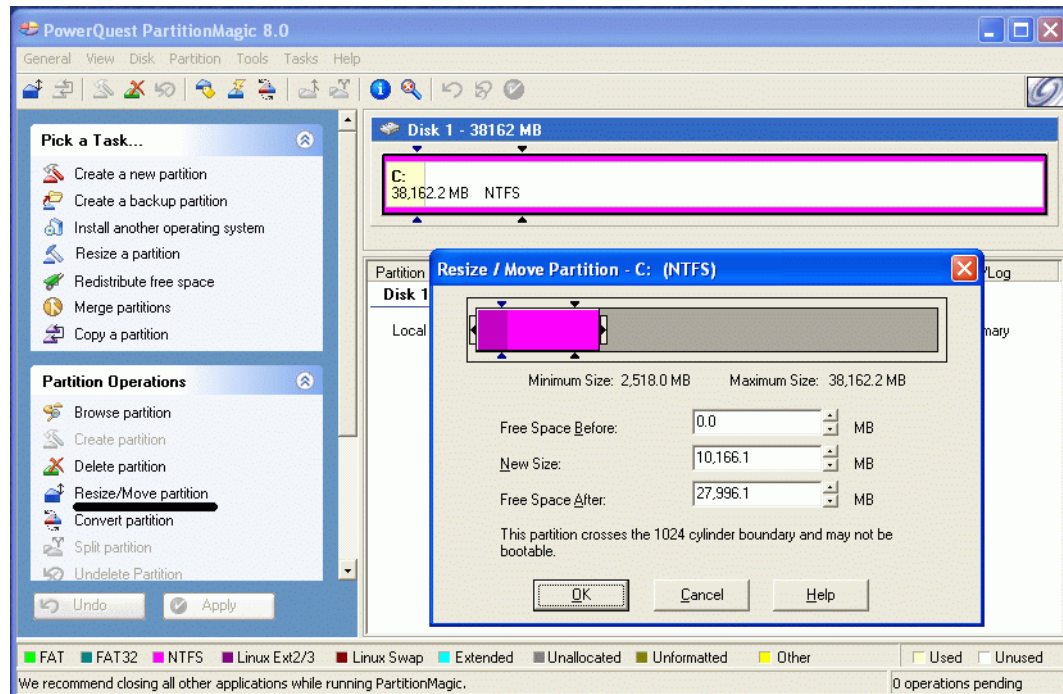 PowerQuest PartitionMagic 8.0
General View Disk Partition Tools Tasks Help
Pick a Task...
Create a new partition
Create a backup partition
Install another operating system
Resize a partition
Redistribute free space
Merge partitions
Copy a partition
Partition Operations
Browse partition
Create partition
Delete partition
Resize/Move partition
Convert partition
Split partition
Undelete Partition
Undo Apply
Disk 1 - 38162 MB
C:
38,162.2 MB NTFS
Partition
Disk 1
Local
Resize / Move Partition - C: (NTFS)
Minimum Size: 2,518.0 MB Maximum Size: 38,162.2 MB
Free Space Before: 0.0 MB
New Size: 10,166.1 MB
Free Space After: 27,996.1 MB
This partition crosses the 1024 cylinder boundary and may not be
bootable.
OK Cancel Help
FAT FAT32 NTFS Linux Ext2/3 Linux Swap Extended Unallocated Unformatted Other Used Unused
We recommend closing all other applications while running PartitionMagic. 0 operations pending